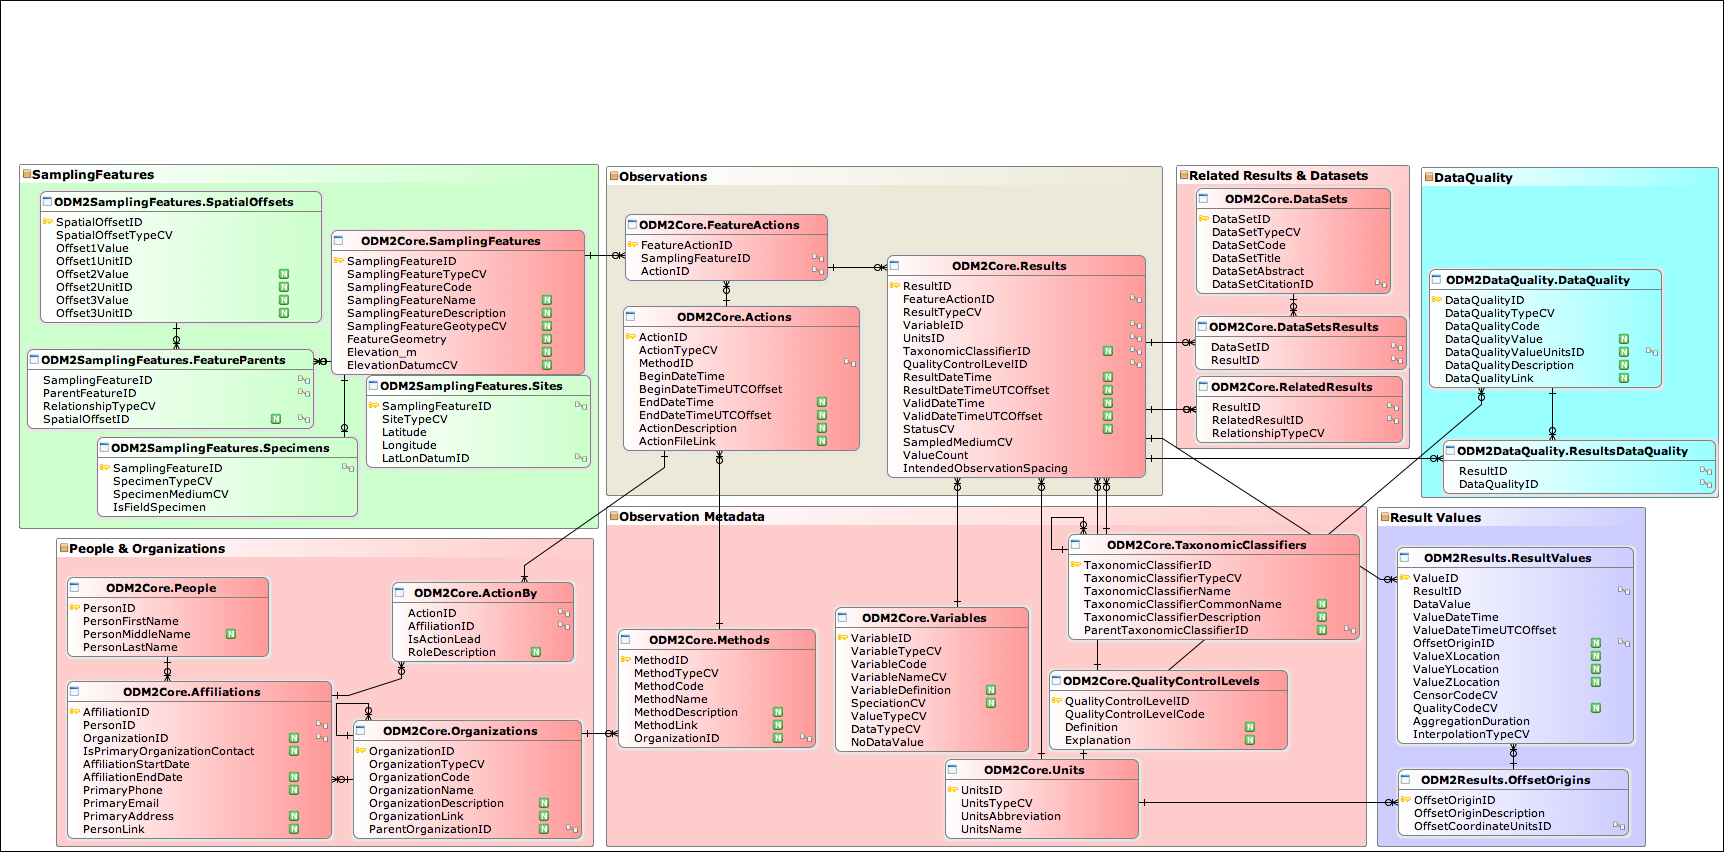 SamplingFeatures
ODM2SamplingFeatures.SpatialOffsets
SpatialOffsetID
SpatialOffsetTypeCV
Offset1Value
Offset1UnitID
Offset2Value N
Offset2UnitID N
Offset3Value N
Offset3UnitID N
ODM2Core.SamplingFeatures
SamplingFeatureID
SamplingFeatureTypeCV
SamplingFeatureCode
SamplingFeatureName N
SamplingFeatureDescription N
SamplingFeatureGeotypeCV N
FeatureGeometry N
Elevation_m N
ElevationDatumcCV N
ODM2SamplingFeatures.FeatureParents
SamplingFeatureID
ParentFeatureID
RelationshipTypeCV
SpatialOffsetID N
ODM2SamplingFeatures.Sites
SamplingFeatureID
SiteTypeCV
Latitude
Longitude
LatLonDatumID
ODM2SamplingFeatures.Specimens
SamplingFeatureID
SpecimenTypeCV
SpecimenMediumCV
IsFieldSpecimen
Observations
ODM2Core.FeatureActions
FeatureActionID
SamplingFeatureID
ActionID
ODM2Core.Actions
ActionID
ActionTypeCV
MethodID
BeginDateTime
BeginDateTimeUTCOffset
EndDateTime N
EndDateTimeUTCOffset N
ActionDescription N
ActionFileLink N
ODM2Core.Results
ResultID
FeatureActionID
ResultTypeCV
VariableID
UnitsID
TaxonomicClassifierID N
QualityControlLevelID
ResultDateTime N
ResultDateTimeUTCOffset N
ValidDateTime N
ValidDateTimeUTCOffset N
StatusCV N
SampledMediumCV
ValueCount
IntendedObservationSpacing
Related Results & Datasets
ODM2Core.DataSets
DataSetID
DataSetTypeCV
DataSetCode
DataSetTitle
DataSetAbstract
DataSetCitationID
ODM2Core.DataSetsResults
DataSetID
ResultID
ODM2Core.RelatedResults
ResultID
RelatedResultID
RelationshipTypeCV
DataQuality
ODM2DataQuality.DataQuality
DataQualityID
DataQualityTypeCV
DataQualityCode
DataQualityValue N
DataQualityValueUnitsID N
DataQualityDescription N
DataQualityLink N
ODM2DataQuality.ResultsDataQuality
ResultID
DataQualityID
People & Organizations
ODM2Core.People
PersonID
PersonFirstName
PersonMiddleName N
PersonLastName
ODM2Core.ActionBy
ActionID
AffiliationID
IsActionLead
RoleDescription N
ODM2Core.Affiliations
AffiliationID
PersonID
OrganizationID N
IsPrimaryOrganizationContact N
AffiliationStartDate
AffiliationEndDate N
PrimaryPhone N
PrimaryEmail
PrimaryAddress N
PersonLink N
ODM2Core.Organizations
OrganizationID
OrganizationTypeCV
OrganizationCode
OrganizationName
OrganizationDescription N
OrganizationLink N
ParentOrganizationID N
Observation Metadata
ODM2Core.Methods
MethodID
MethodTypeCV
MethodCode
MethodName
MethodDescription N
MethodLink N
OrganizationID N
ODM2Core.Variables
VariableID
VariableTypeCV
VariableCode
VariableNameCV
VariableDefinition N
SpeciationCV N
ValueTypeCV
DataTypeCV
NoDataValue
ODM2Core.TaxonomicClassifiers
TaxonomicClassifierID
TaxonomicClassifierTypeCV
TaxonomicClassifierName
TaxonomicClassifierCommonName N
TaxonomicClassifierDescription N
ParentTaxonomicClassifierID N
ODM2Core.QualityControlLevels
QualityControlLevelID
QualityControlLevelCode
Definition N
Explanation N
ODM2Core.Units
UnitsID
UnitsTypeCV
UnitsAbbreviation
UnitsName
Result Values
ODM2Results.ResultValues
ValueID
ResultID
DataValue
ValueDateTime
ValueDateTimeUTCOffset
OffsetOriginID N
ValueXLocation N
ValueYLocation N
ValueZLocation N
CensorCodeCV
QualityCodeCV N
AggregationDuration
InterpolationTypeCV
ODM2Results.OffsetOrigins
OffsetOriginID
OffsetOriginDescription
OffsetCoordinateUnitsID